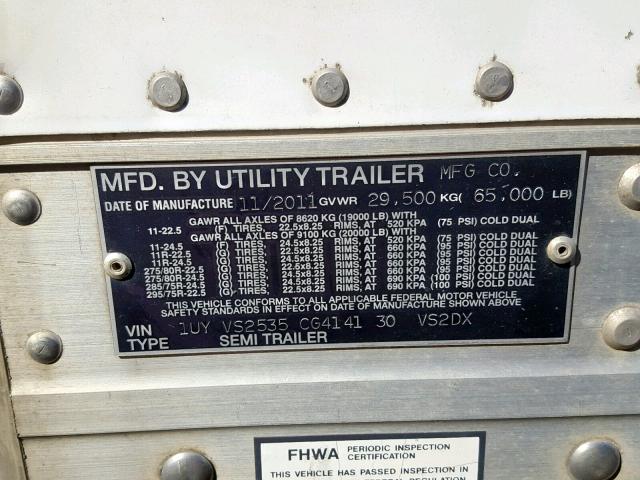 MFD. BY UTILITY TRAILER MFG CO.
DATE OF MANUFACTURE 11/2011 GVWR 29,500 KG( 65,000 LB)
GAWR ALL AXLES OF 8620 KG (19000 LB) WITH
11-22.5 (F) TIRES, 22.5x8.25 RIMS, AT 520 KPA (75 PSI) COLD DUAL
GAWR ALL AXLES OF 9100 KG (20000 LB) WITH
11-24.5 (F) TIRES, 24.5x8.25 RIMS, AT 520 KPA (75 PSI) COLD DUAL
11R-22.5 (G) TIRES, 22.5x8.25 RIMS, AT 660 KPA (95 PSI) COLD DUAL
11R-24.5 (G) TIRES, 24.5x8.25 RIMS, AT 660 KPA (95 PSI) COLD DUAL
275/80R-22.5 (G) TIRES, 22.5x8.25 RIMS, AT 660 KPA (95 PSI) COLD DUAL
275/80R-24.5 (G) TIRES, 24.5x8.25 RIMS, AT 660 KPA (95 PSI) COLD DUAL
285/75R-24.5 (G) TIRES, 24.5x8.25 RIMS, AT 690 KPA (100 PSI) COLD DUAL
295/75R-22.5 (G) TIRES, 22.5x8.25 RIMS, AT 690 KPA (100 PSI) COLD DUAL
THIS VEHICLE CONFORMS TO ALL APPLICABLE FEDERAL MOTOR VEHICLE
SAFETY STANDARDS IN EFFECT ON DATE OF MANUFACTURE SHOWN ABOVE
VIN 1UY VS2535 CG4141 30 VS2DX
TYPE SEMI TRAILER
FHWA PERIODIC INSPECTION
CERTIFICATION
THIS VEHICLE HAS PASSED INSPECTION IN